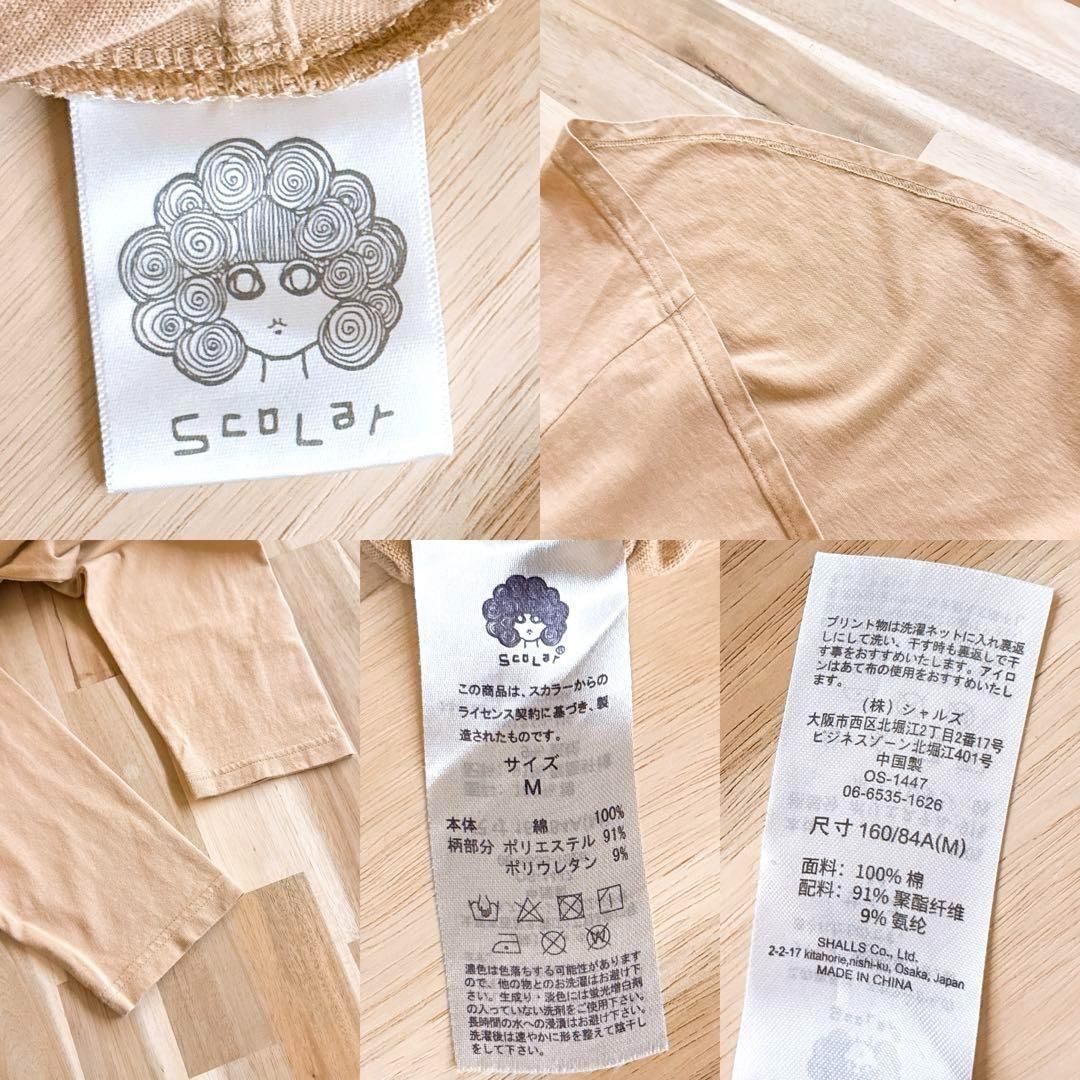 ScoLar
ScoLar®
この商品は、スカラーからの
ライセンス契約に基づき、製
造されたものです。
サイズ
M
本体 綿 100%
柄部分 ポリエステル 91%
ポリウレタン 9%
濃色は色落ちする可能性があります
ので、他の物とのお洗濯はお避け下
さい。生成り・淡色には蛍光増白剤
の入っていない洗剤をご使用下さい。
長時間の水への浸漬はお避け下さい。
洗濯後は速やかに形を整えて陰干し
をして下さい。
プリント物は洗濯ネットに入れ裏返
しにして洗い、干す時も裏返しで干
す事をおすすめいたします。アイロ
ンはあて布の使用をおすすめいたし
ます。
(株)シャルズ
大阪市西区北堀江2丁目2番17号
ビジネスゾーン北堀江401号
中国製
OS-1447
06-6535-1626
尺寸 160/84A(M)
面料: 100% 棉
配料: 91% 聚酯纤维
9% 氨纶
SHALLS Co., Ltd.
2-2-17 kitahorie,nishi-ku, Osaka, Japan
MADE IN CHINA